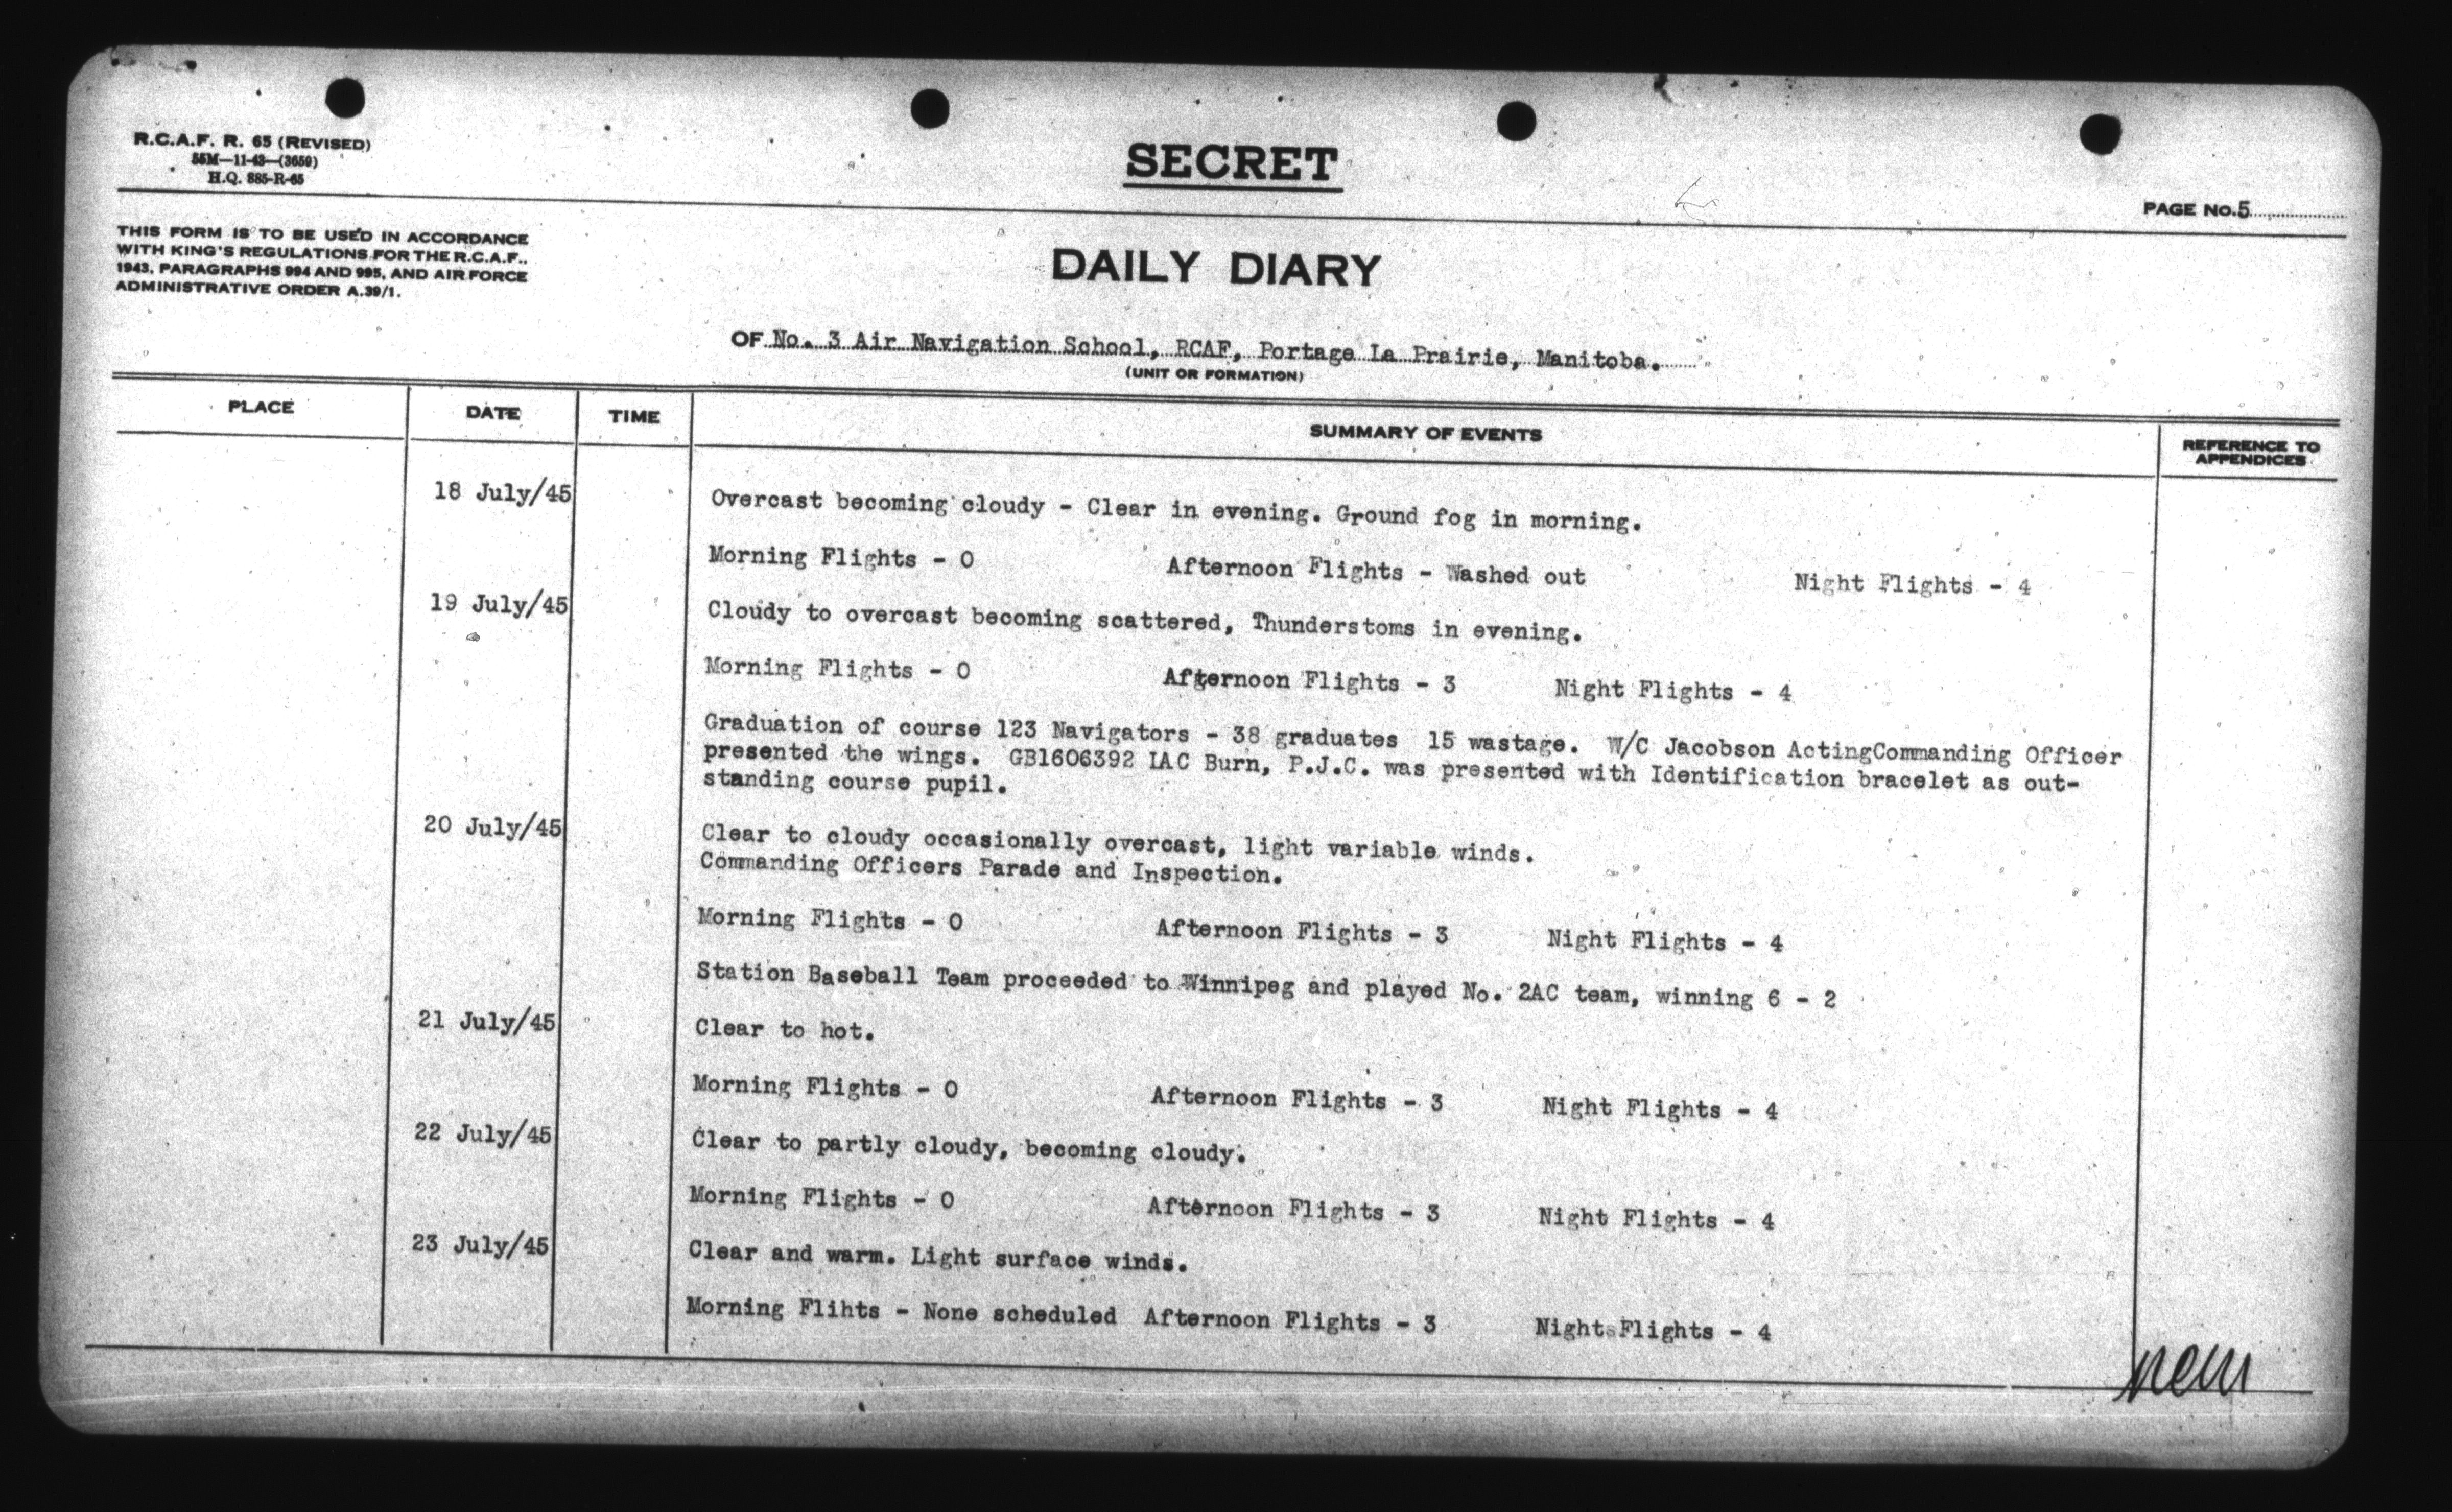 R.C.A.F. R. 65 (REVISED)
55M—11-43—(3659)
H.Q. 885-R-65
SECRET
PAGE NO.5
THIS FORM IS TO BE USED IN ACCORDANCE
WITH KING'S REGULATIONS FOR THE R.C.A.F.,
1943, PARAGRAPHS 994 AND 995, AND AIR FORCE
ADMINISTRATIVE ORDER A.39/1.
DAILY DIARY
OF No. 3 Air Navigation School, RCAF, Portage La Prairie, Manitoba.
(UNIT OR FORMATION)
PLACE DATE TIME SUMMARY OF EVENTS REFERENCE TO APPENDICES
18 July/45 Overcast becoming cloudy - Clear in evening. Ground fog in morning.
Morning Flights - 0 Afternoon Flights - Washed out Night Flights - 4
19 July/45 Cloudy to overcast becoming scattered, Thunderstoms in evening.
Morning Flights - 0 Afgernoon Flights - 3 Night Flights - 4
Graduation of course 123 Navigators - 38 graduates 15 wastage. W/C Jacobson ActingCommanding Officer
presented the wings. GB1606392 LAC Burn, P.J.C. was presented with Identification bracelet as out-
standing course pupil.
20 July/45 Clear to cloudy occasionally overcast, light variable winds.
Commanding Officers Parade and Inspection.
Morning Flights - 0 Afternoon Flights - 3 Night Flights - 4
Station Baseball Team proceeded to Winnipeg and played No. 2AC team, winning 6 - 2
21 July/45 Clear to hot.
Morning Flights - 0 Afternoon Flights - 3 Night Flights - 4
22 July/45 Clear to partly cloudy, becoming cloudy.
Morning Flights - 0 Afternoon Flights - 3 Night Flights - 4
23 July/45 Clear and warm. Light surface winds.
Morning Flihts - None scheduled Afternoon Flights - 3 Night Flights - 4